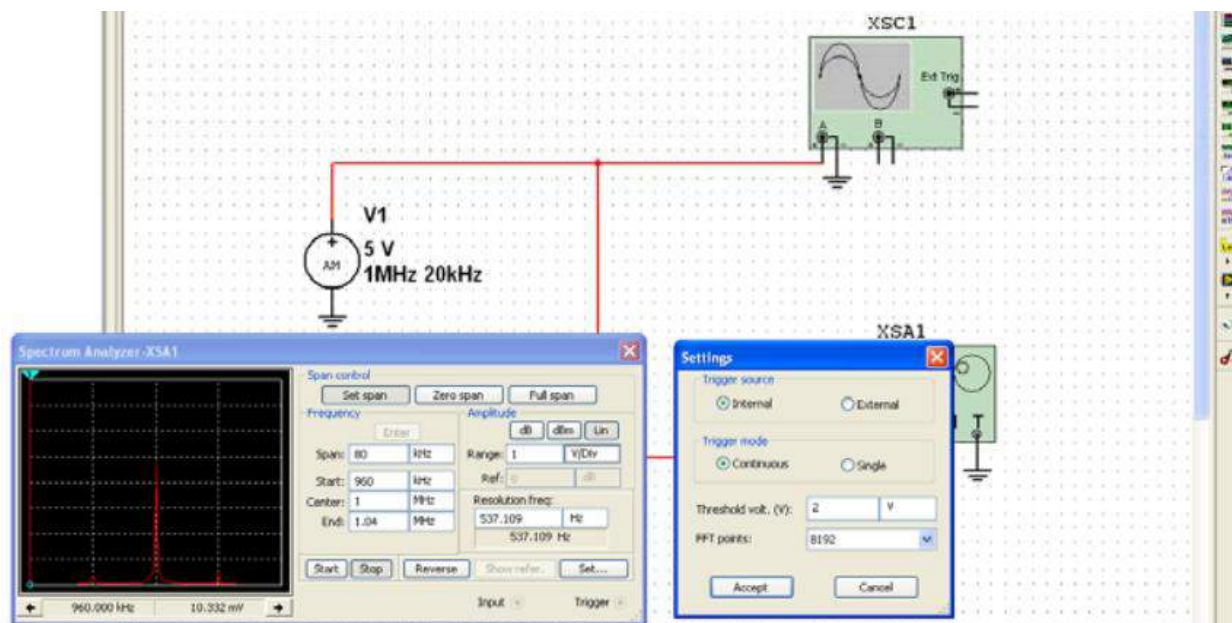 XSC1
Ext Trig
A
B
V1
5 V
AM
1MHz 20kHz
XSA1
T
Spectrum Analyzer-XSA1
Span control
Set span
Zero span
Full span
Frequency
Enter
Span: 80 kHz
Start: 960 kHz
Center: 1 MHz
End: 1.04 MHz
Amplitude
dB
dBm
Lin
Range: 1 V/Div
Ref: 0 dB
Resolution freq:
537.109 Hz
537.109 Hz
Start
Stop
Reverse
Show refer.
Set...
960.000 kHz
10.332 mV
Input
Trigger
Settings
Trigger source
Internal
External
Trigger mode
Continuous
Single
Threshold volt. (V): 2 V
FFT points: 8192
Accept
Cancel